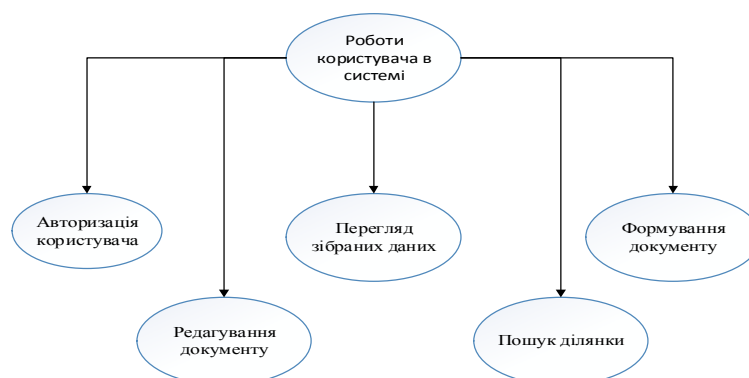 Роботи
користувача в
системі
Авторизація
користувача
Перегляд
зібраних даних
Формування
документу
Редагування
документу
Пошук ділянки